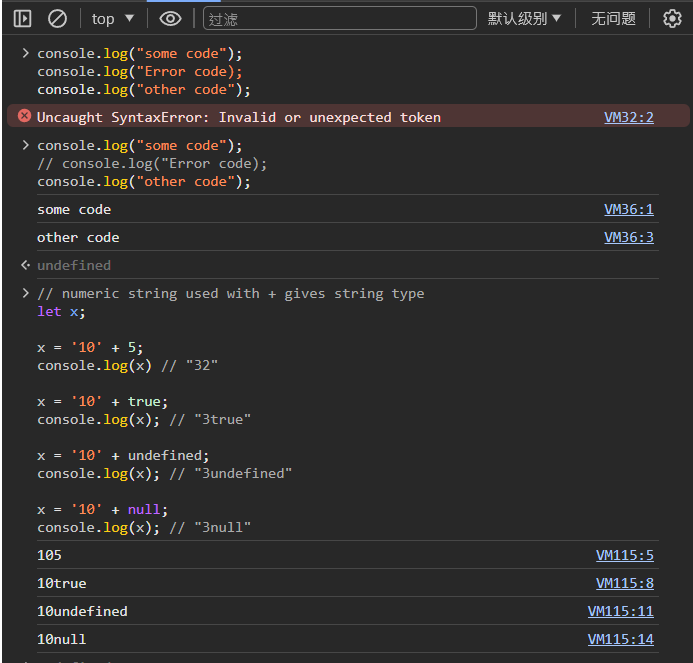 top 过滤 默认级别 无问题
console.log("some code");
console.log("Error code);
console.log("other code");
Uncaught SyntaxError: Invalid or unexpected token VM32:2
console.log("some code");
// console.log("Error code);
console.log("other code");
some code VM36:1
other code VM36:3
undefined
// numeric string used with + gives string type
let x;
x = '10' + 5;
console.log(x) // "32"
x = '10' + true;
console.log(x); // "3true"
x = '10' + undefined;
console.log(x); // "3undefined"
x = '10' + null;
console.log(x); // "3null"
105 VM115:5
10true VM115:8
10undefined VM115:11
10null VM115:14